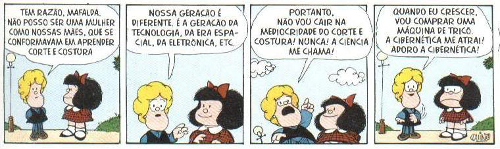 TEM RAZÃO, MAFALDA.
NÃO POSSO SER UMA MULHER
COMO NOSSAS MÃES, QUE SE
CONFORMAVAM EM APRENDER
CORTE E COSTURA
NOSSA GERAÇÃO É
DIFERENTE. É A GERAÇÃO DA
TECNOLOGIA, DA ERA ESPA-
CIAL, DA ELETRÔNICA, ETC
PORTANTO,
NÃO VOU CAIR NA
MEDIOCRIDADE DO CORTE E
COSTURA! NUNCA! A CIÊNCIA
ME CHAMA!
QUANDO EU CRESCER,
VOU COMPRAR UMA
MÁQUINA DE TRICÔ.
A CIBERNÉTICA ME ATRAI!
ADORO A CIBERNÉTICA!